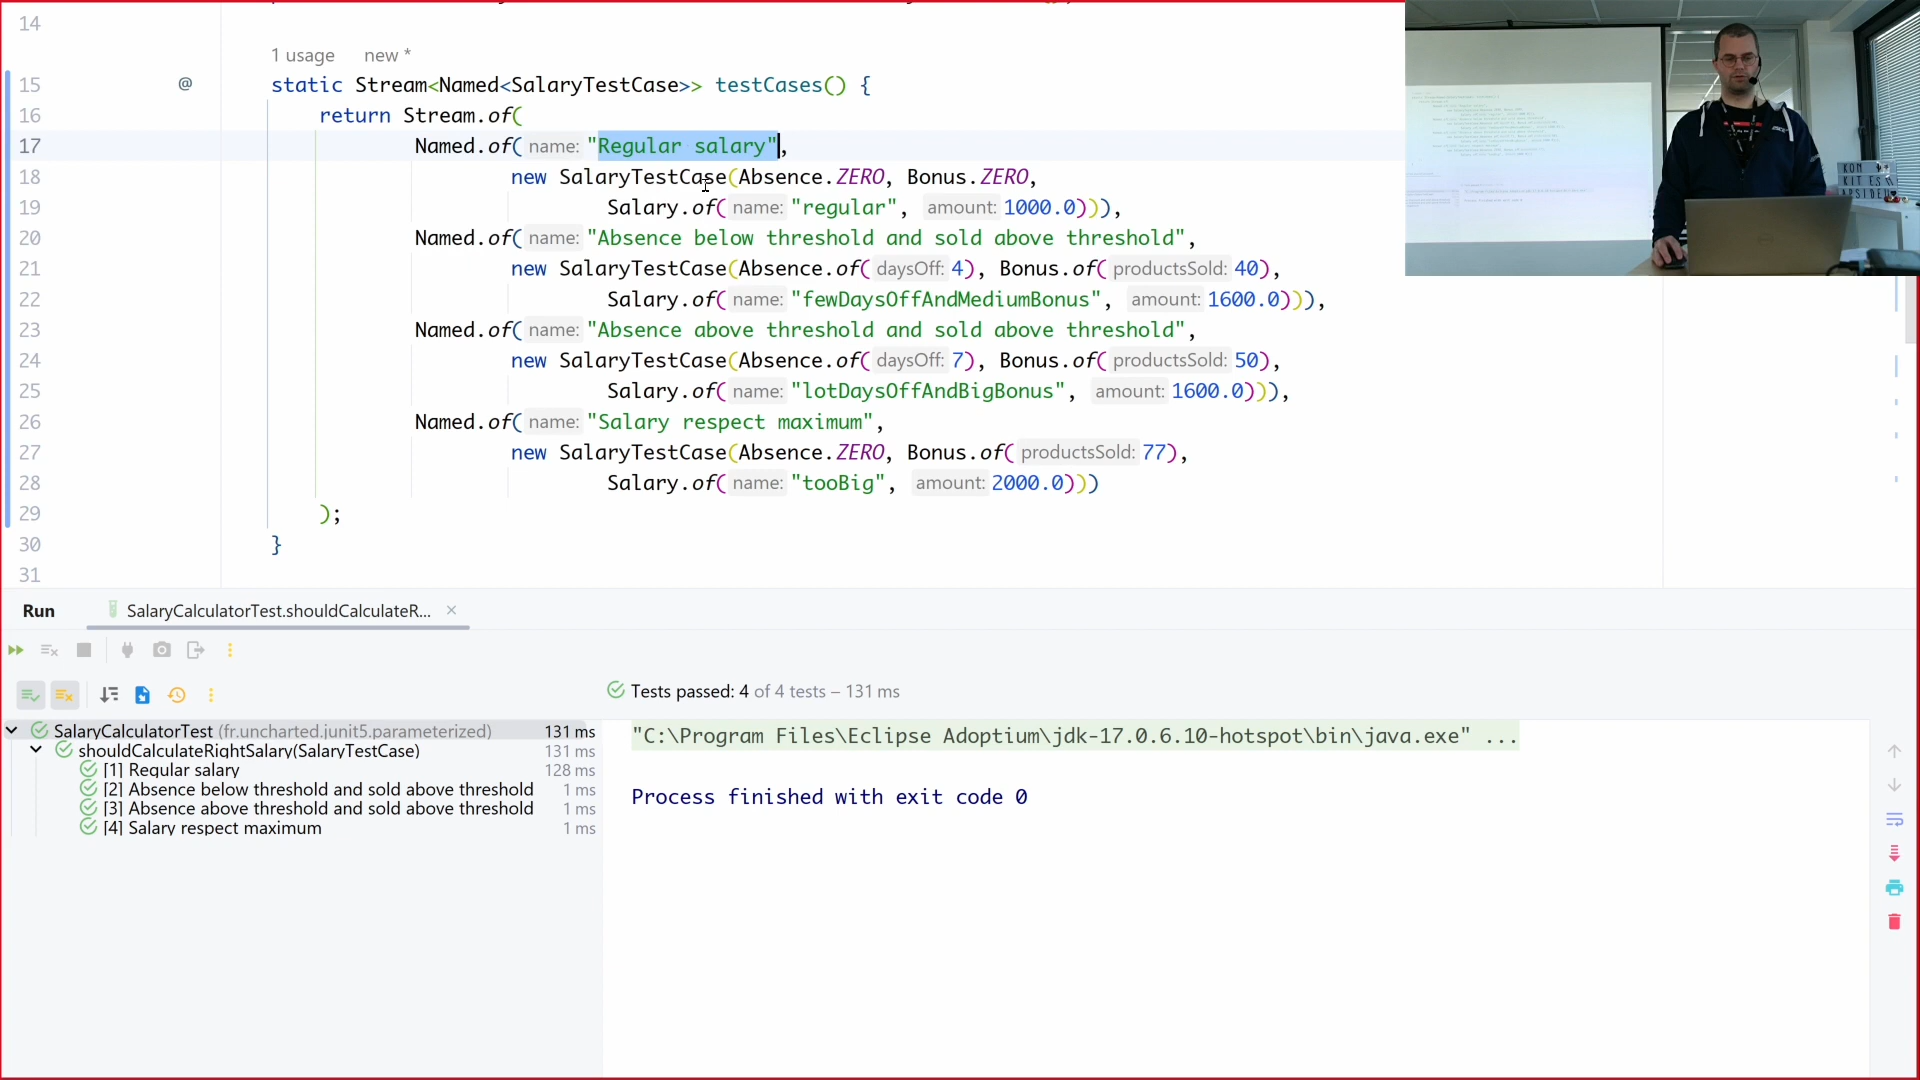 14
1 usage new *
15 @ static Stream<Named<SalaryTestCase>> testCases() {
16 return Stream.of(
17 Named.of( name: "Regular salary",
18 new SalaryTestCase(Absence.ZERO, Bonus.ZERO,
19 Salary.of( name: "regular", amount: 1000.0))),
20 Named.of( name: "Absence below threshold and sold above threshold",
21 new SalaryTestCase(Absence.of( daysOff: 4), Bonus.of( productsSold: 40),
22 Salary.of( name: "fewDaysOffAndMediumBonus", amount: 1600.0))),
23 Named.of( name: "Absence above threshold and sold above threshold",
24 new SalaryTestCase(Absence.of( daysOff: 7), Bonus.of( productsSold: 50),
25 Salary.of( name: "lotDaysOffAndBigBonus", amount: 1600.0))),
26 Named.of( name: "Salary respect maximum",
27 new SalaryTestCase(Absence.ZERO, Bonus.of( productsSold: 77),
28 Salary.of( name: "tooBig", amount: 2000.0)))
29 );
30 }
31
Run SalaryCalculatorTest.shouldCalculateR... ×
Tests passed: 4 of 4 tests – 131 ms
SalaryCalculatorTest (fr.uncharted.junit5.parameterized) 131 ms
shouldCalculateRightSalary(SalaryTestCase) 131 ms
[1] Regular salary 128 ms
[2] Absence below threshold and sold above threshold 1 ms
[3] Absence above threshold and sold above threshold 1 ms
[4] Salary respect maximum 1 ms
"C:\Program Files\Eclipse Adoptium\jdk-17.0.6.10-hotspot\bin\java.exe" ...
Process finished with exit code 0